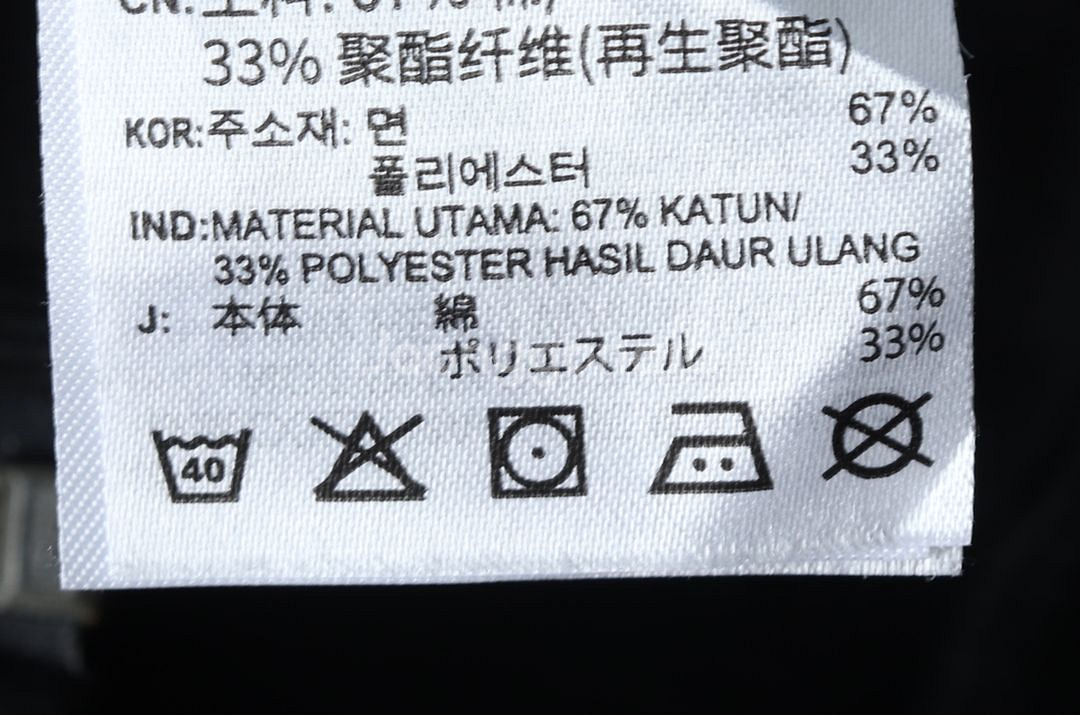 33% 聚酯纤维(再生聚酯)
KOR:주소재: 면 67%
폴리에스터 33%
IND:MATERIAL UTAMA: 67% KATUN/
33% POLYESTER HASIL DAUR ULANG
J: 本体 綿 67%
ポリエステル 33%
40